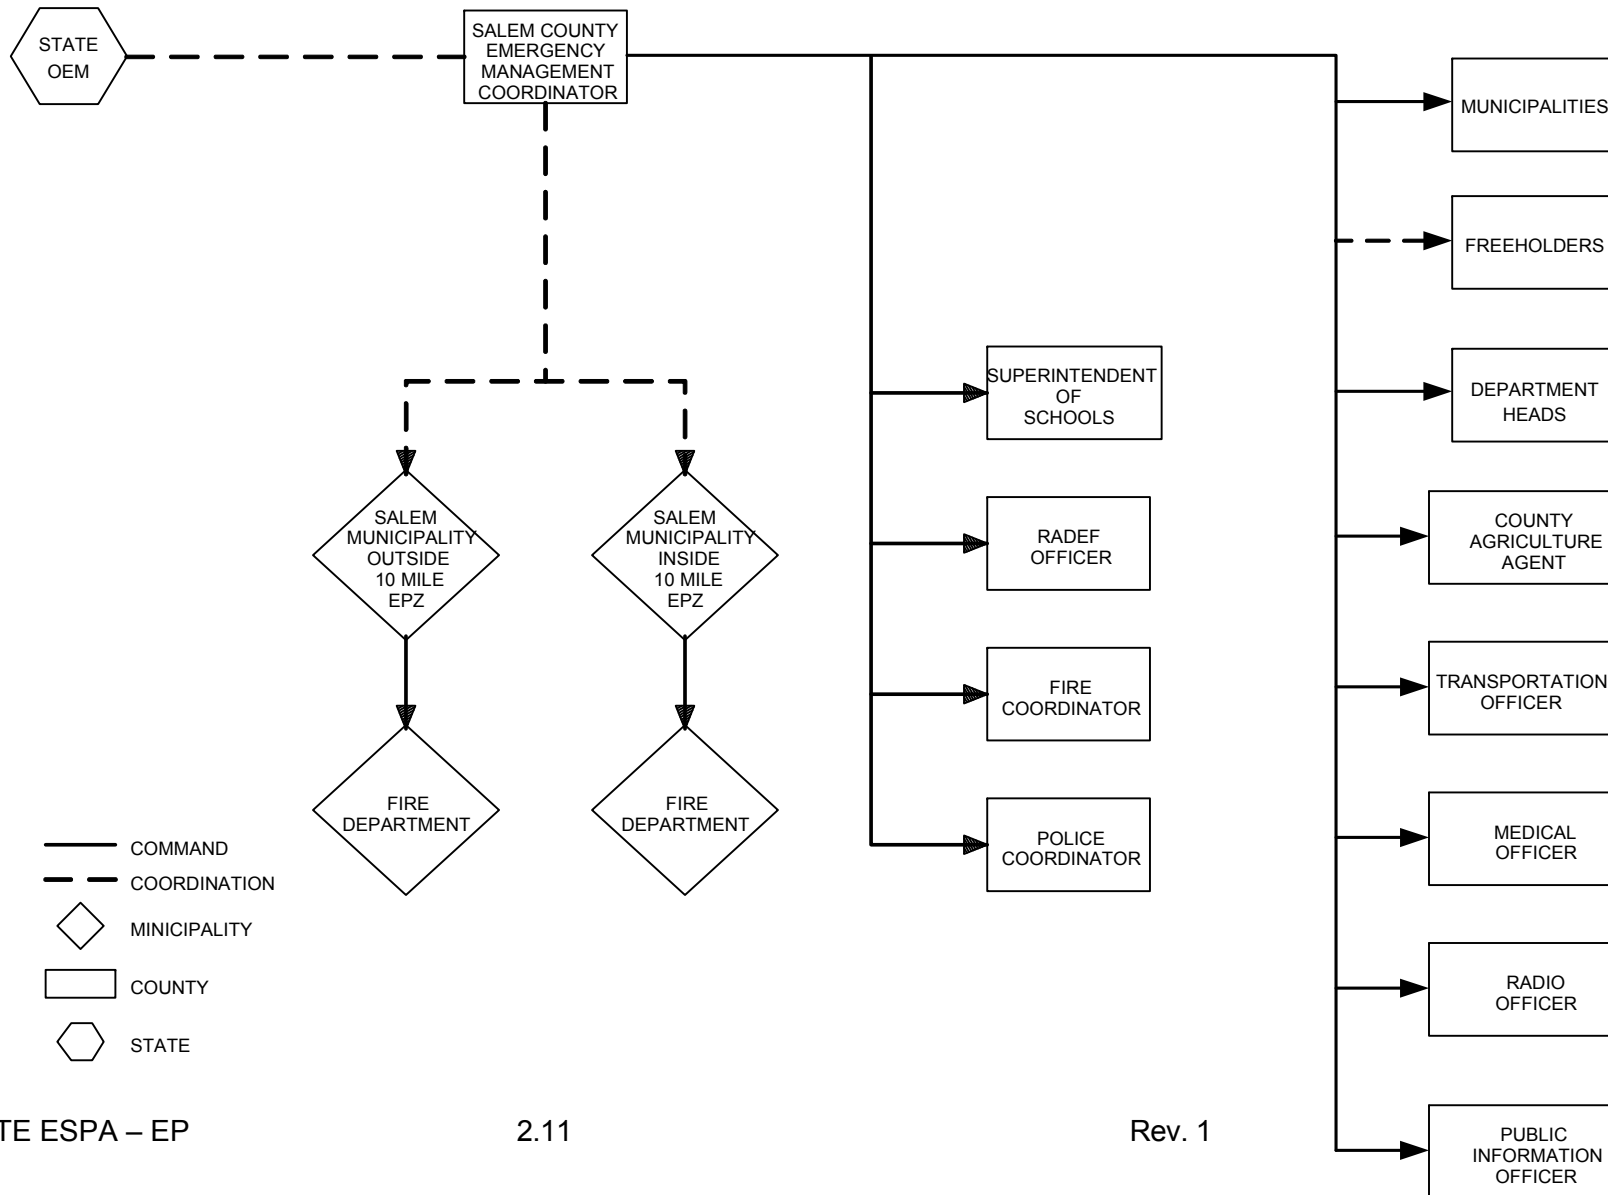 STATE
OEM
SALEM COUNTY
EMERGENCY
MANAGEMENT
COORDINATOR
MUNICIPALITIES
FREEHOLDERS
SUPERINTENDENT
OF
SCHOOLS
DEPARTMENT
HEADS
SALEM
MUNICIPALITY
OUTSIDE
10 MILE
EPZ
SALEM
MUNICIPALITY
INSIDE
10 MILE
EPZ
RADEF
OFFICER
COUNTY
AGRICULTURE
AGENT
FIRE
COORDINATOR
TRANSPORTATION
OFFICER
FIRE
DEPARTMENT
FIRE
DEPARTMENT
POLICE
COORDINATOR
MEDICAL
OFFICER
COMMAND
COORDINATION
MINICIPALITY
COUNTY
STATE
RADIO
OFFICER
PUBLIC
INFORMATION
OFFICER
TE ESPA – EP
2.11
Rev. 1